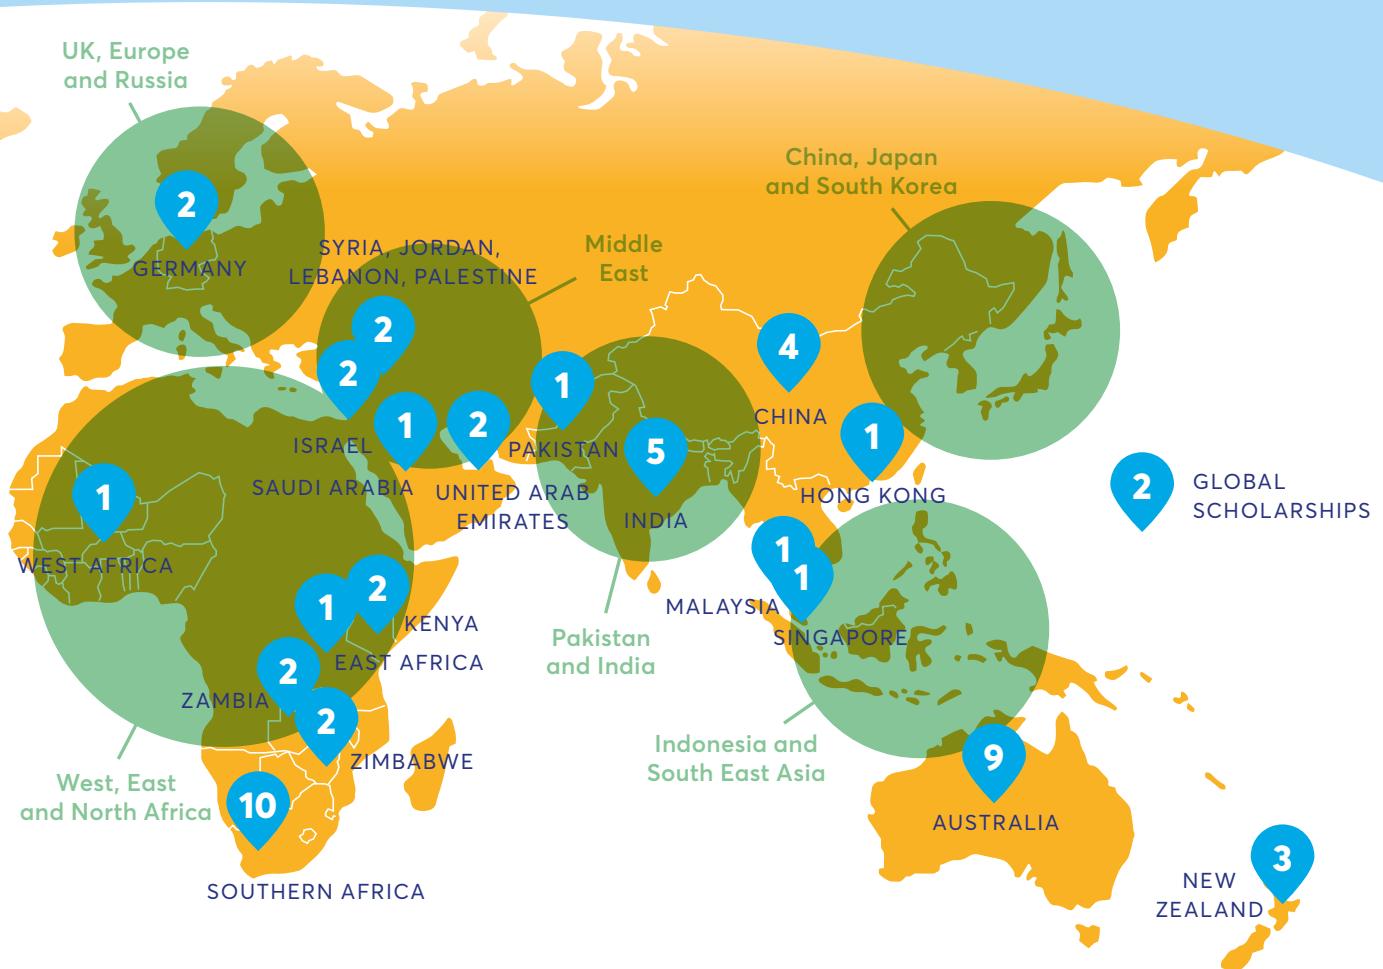 UK, Europe
and Russia
2
GERMANY
SYRIA, JORDAN,
LEBANON, PALESTINE
2
2
ISRAEL
Middle
East
China, Japan
and South Korea
1
SAUDI ARABIA
2
UNITED ARAB
EMIRATES
1
PAKISTAN
5
INDIA
4
CHINA
1
HONG KONG
2
GLOBAL
SCHOLARSHIPS
1
WEST AFRICA
1
MALAYSIA
1
SINGAPORE
2
KENYA
1
EAST AFRICA
2
ZAMBIA
2
ZIMBABWE
Pakistan
and India
West, East
and North Africa
Indonesia and
South East Asia
10
SOUTHERN AFRICA
9
AUSTRALIA
3
NEW
ZEALAND